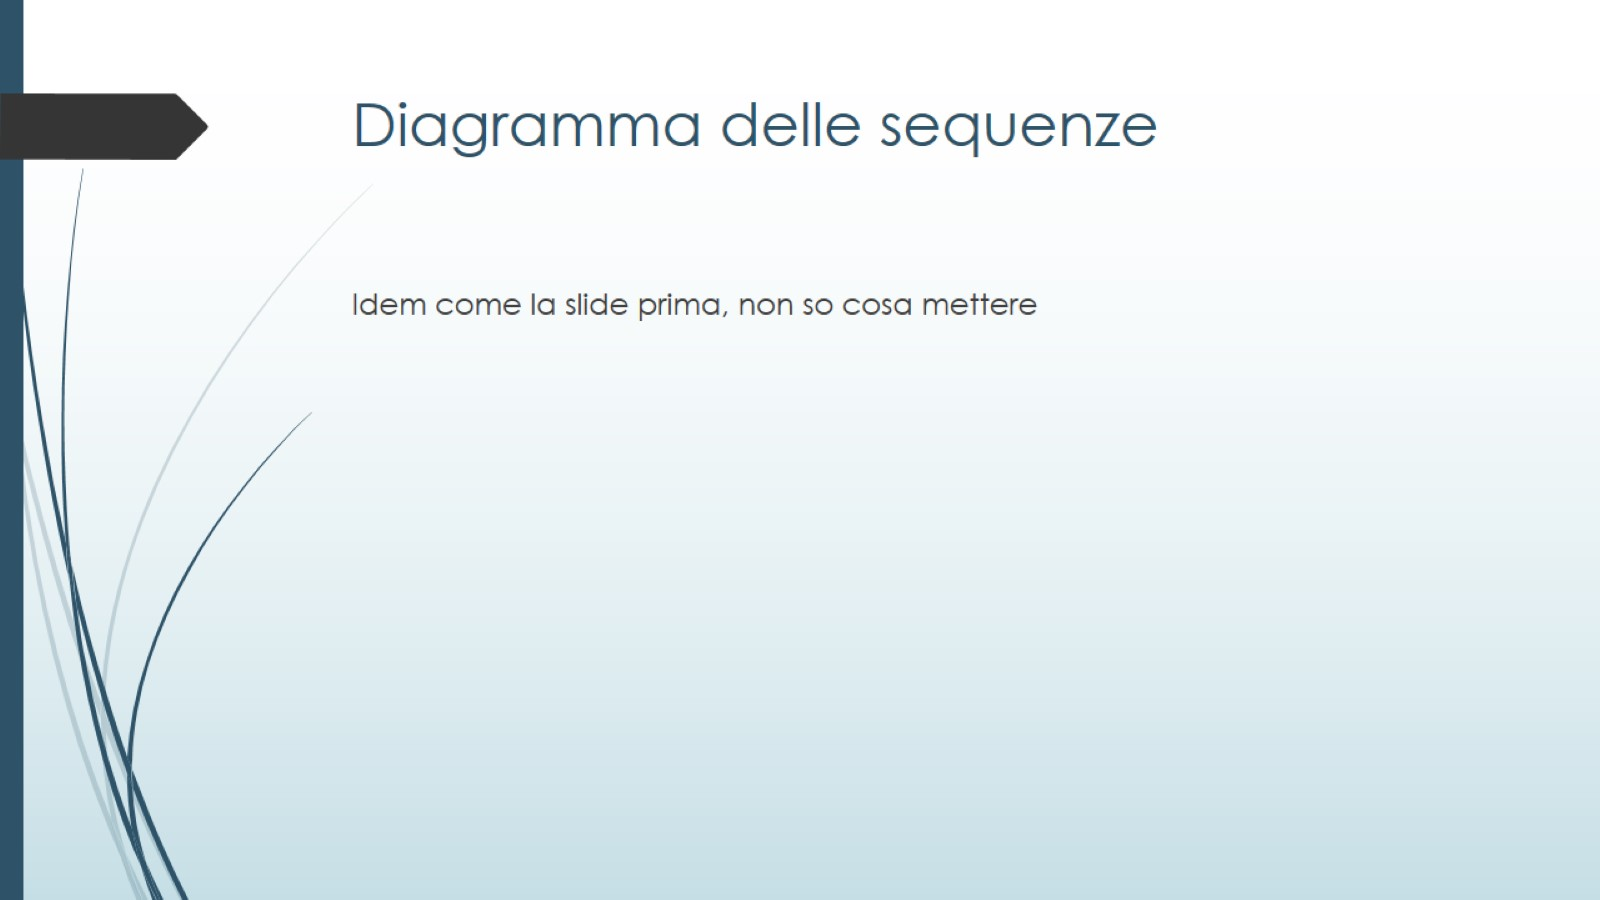 Diagramma delle sequenze
Idem come la slide prima, non so cosa mettere